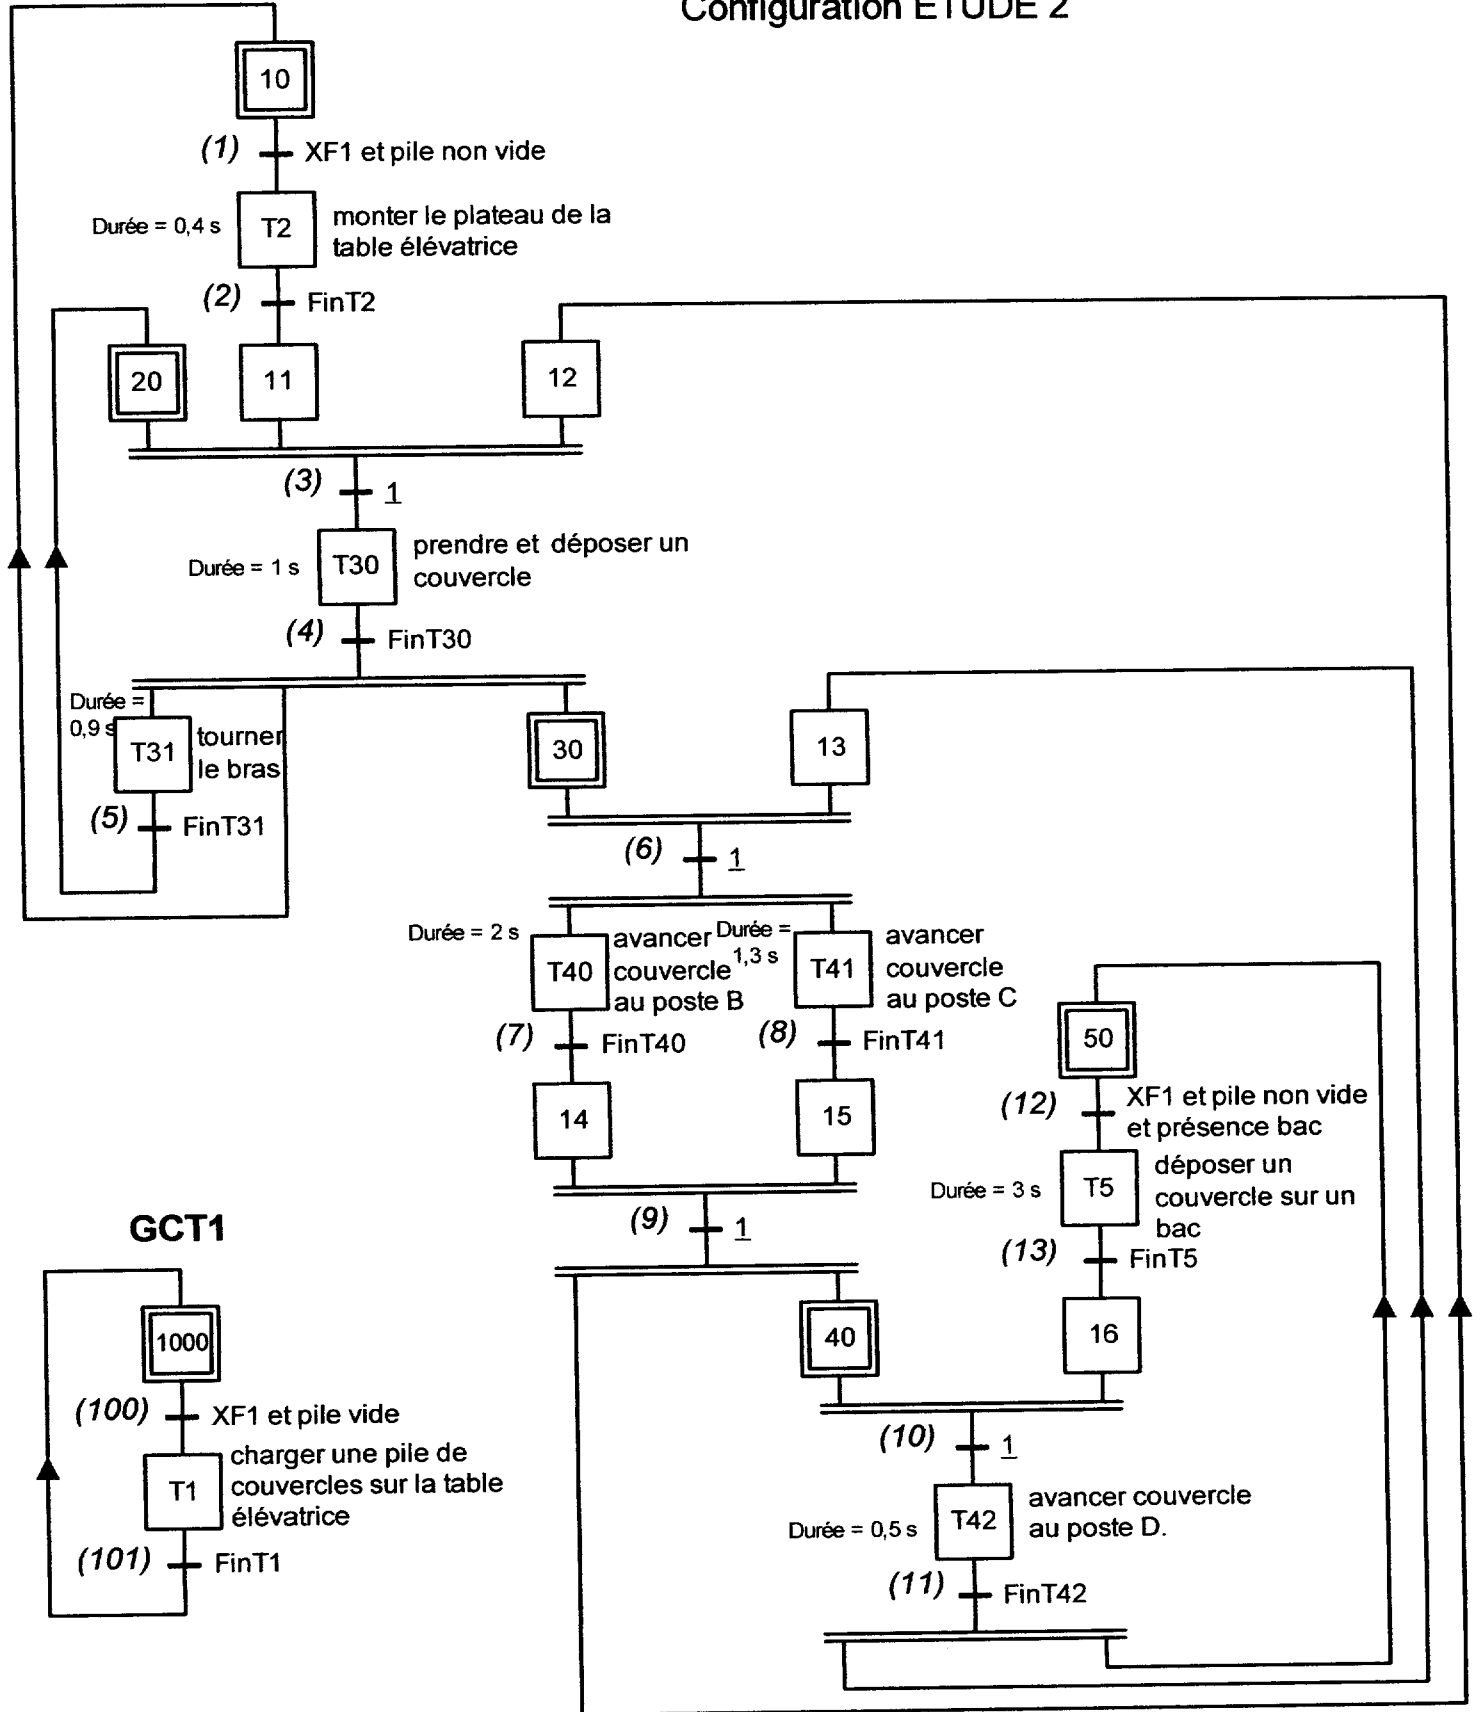 Configuration ETUDE 2
10
(1) XF1 et pile non vide
Durée = 0,4 s T2 monter le plateau de la
table élévatrice
(2) FinT2
20 11 12
(3) 1
Durée = 1 s T30 prendre et déposer un
couvercle
(4) FinT30
Durée =
0,9 s T31 tourner
le bras
30 13
(5) FinT31
(6) 1
Durée = 2 s T40 avancer
couvercle
au poste B
Durée =
1,3 s T41 avancer
couvercle
au poste C
(7) FinT40 (8) FinT41
50
14 15
(12) XF1 et pile non vide
et présence bac
Durée = 3 s T5 déposer un
couvercle sur un
bac
(9) 1
(13) FinT5
40 16
GCT1
1000
(100) XF1 et pile vide
T1 charger une pile de
couvercles sur la table
élévatrice
(101) FinT1
(10) 1
Durée = 0,5 s T42 avancer couvercle
au poste D.
(11) FinT42